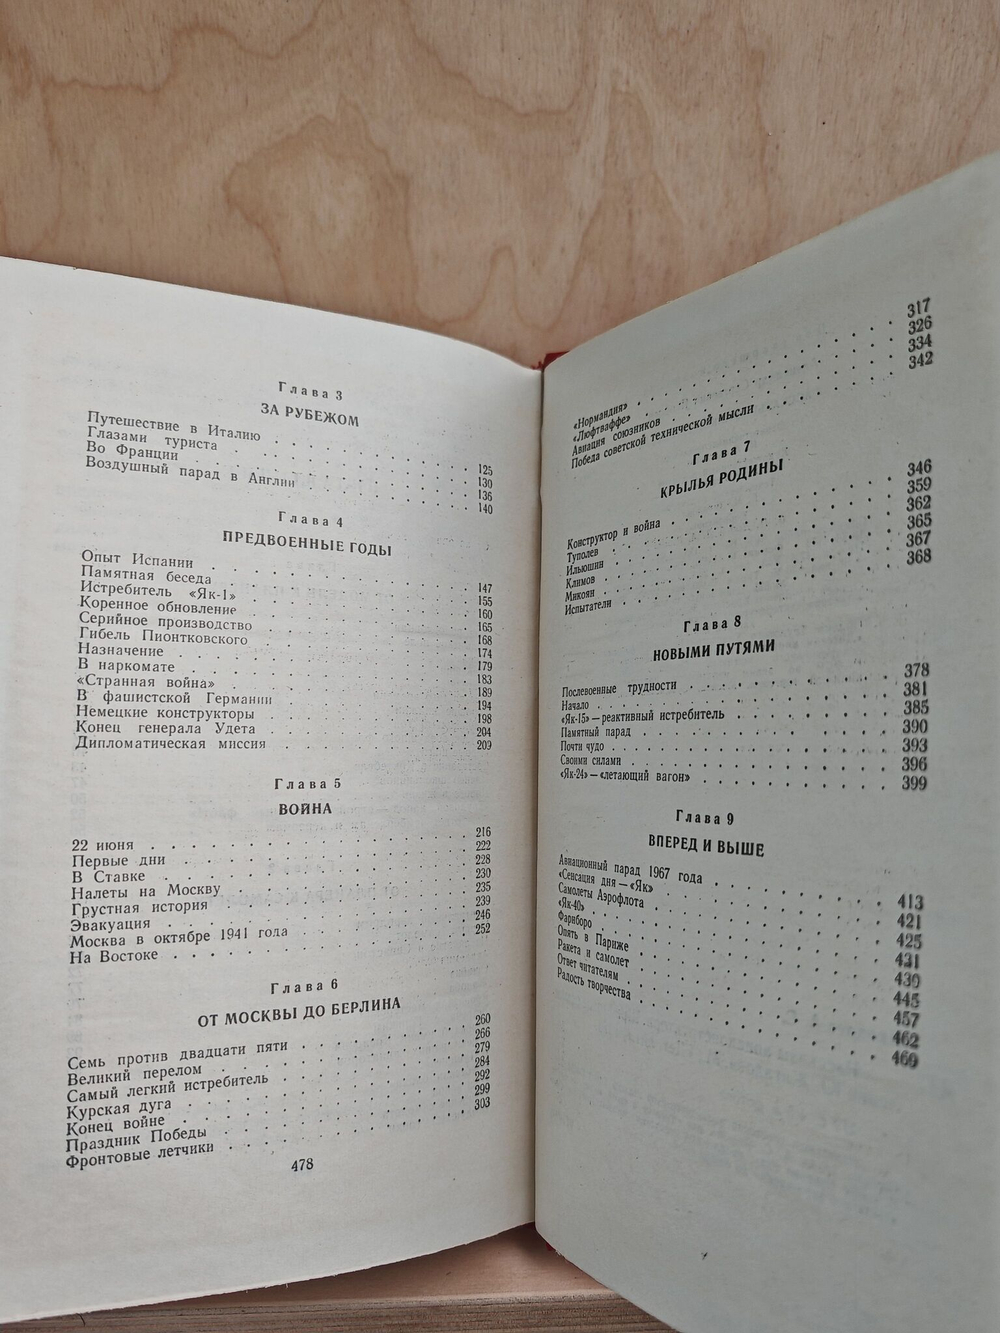 Глава 3
ЗА РУБЕЖОМ
Путешествие в Италию . . . . . . . . . . 125
Глазами туриста . . . . . . . . . . 130
Во Франции . . . . . . . . . . 136
Воздушный парад в Англии . . . . . . . . . . 140
Глава 4
ПРЕДВОЕННЫЕ ГОДЫ
Опыт Испании . . . . . . . . . . 147
Памятная беседа . . . . . . . . . . 155
Истребитель «Як-1» . . . . . . . . . . 160
Коренное обновление . . . . . . . . . . 165
Серийное производство . . . . . . . . . . 168
Гибель Пионтковского . . . . . . . . . . 174
Назначение . . . . . . . . . . 179
В наркомате . . . . . . . . . . 183
«Странная война» . . . . . . . . . . 189
В фашистской Германии . . . . . . . . . . 194
Немецкие конструкторы . . . . . . . . . . 198
Конец генерала Удета . . . . . . . . . . 204
Дипломатическая миссия . . . . . . . . . . 209
Глава 5
ВОЙНА
22 июня . . . . . . . . . . 216
Первые дни . . . . . . . . . . 222
В Ставке . . . . . . . . . . 228
Налеты на Москву . . . . . . . . . . 230
Грустная история . . . . . . . . . . 235
Эвакуация . . . . . . . . . . 239
Москва в октябре 1941 года . . . . . . . . . . 246
На Востоке . . . . . . . . . . 252
Глава 6
ОТ МОСКВЫ ДО БЕРЛИНА
Семь против двадцати пяти . . . . . . . . . . 260
Великий перелом . . . . . . . . . . 266
Самый легкий истребитель . . . . . . . . . . 279
Курская дуга . . . . . . . . . . 284
Конец войне . . . . . . . . . . 292
Праздник Победы . . . . . . . . . . 299
Фронтовые летчики . . . . . . . . . . 303
478
«Нормандия» . . . . . . . . . . 317
«Люфтваффе» . . . . . . . . . . 326
Авиация союзников . . . . . . . . . . 334
Победа советской технической мысли . . . . . . . 342
Глава 7
КРЫЛЬЯ РОДИНЫ
Конструктор и война . . . . . . . . . . 346
Туполев . . . . . . . . . . 359
Ильюшин . . . . . . . . . . 362
Климов . . . . . . . . . . 365
Микоян . . . . . . . . . . 367
Испытатели . . . . . . . . . . 368
Глава 8
НОВЫМИ ПУТЯМИ
Послевоенные трудности . . . . . . . . . . 378
Начало . . . . . . . . . . 381
«Як-15» — реактивный истребитель . . . . . . . . 385
Памятный парад . . . . . . . . . . 390
Почти чудо . . . . . . . . . . 393
Своими силами . . . . . . . . . . 396
«Як-24» — «летающий вагон» . . . . . . . . . . 399
Глава 9
ВПЕРЕД И ВЫШЕ
Авиационный парад 1967 года . . . . . . . . . . 413
«Сенсация дня — «Як» . . . . . . . . . . 421
Самолеты Аэрофлота . . . . . . . . . . 425
«Як-40» . . . . . . . . . . 431
Фарнборо . . . . . . . . . . 439
Опять в Париже . . . . . . . . . . 445
Ракета и самолет . . . . . . . . . . 457
Ответ читателям . . . . . . . . . . 462
Радость творчества . . . . . . . . . . 469